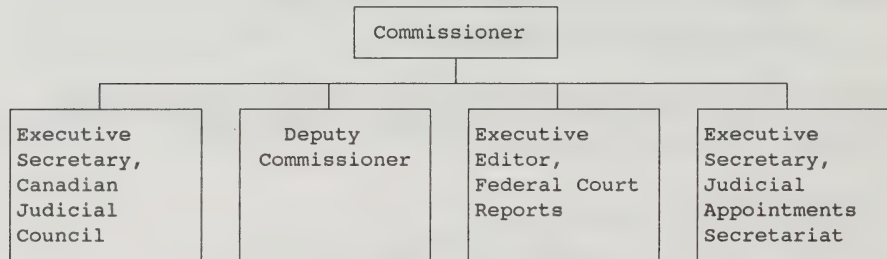 Commissioner
Executive
Secretary,
Canadian
Judicial
Council
Deputy
Commissioner
Executive
Editor,
Federal Court
Reports
Executive
Secretary,
Judicial
Appointments
Secretariat